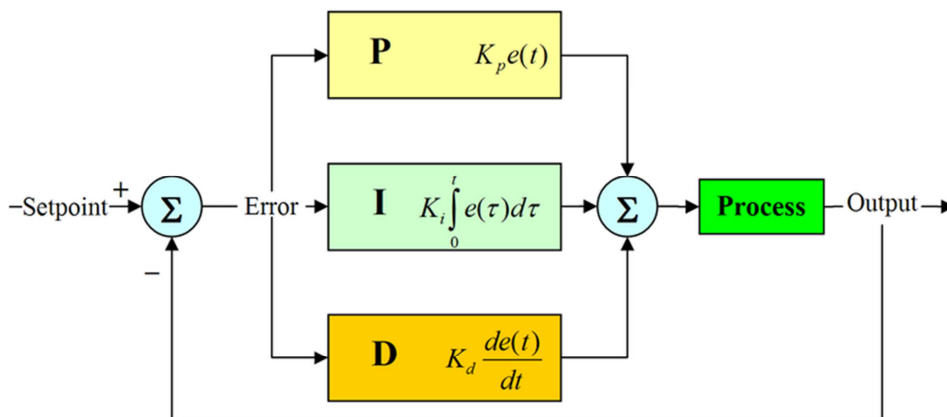 P K_p e(t)
–Setpoint + Σ Error I K_i ∫_0^t e(τ)dτ Σ Process Output
–
D K_d de(t)/dt